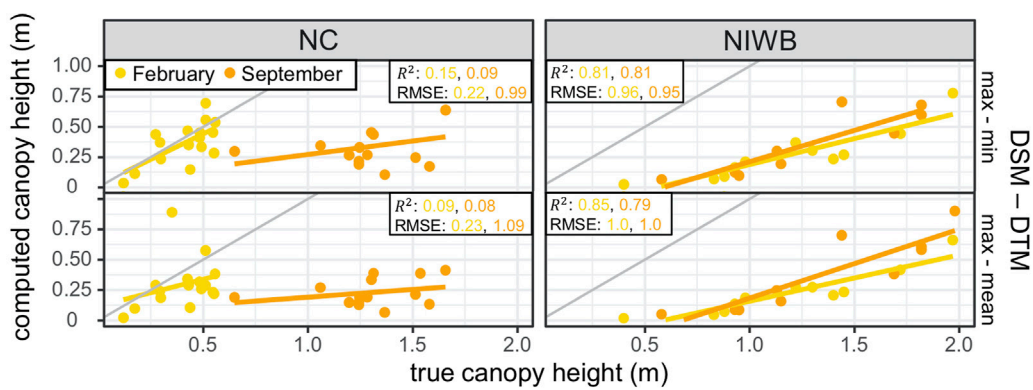 NC
NIWB
computed canopy height (m)
1.00
0.75
0.50
0.25
0
February
September
R²: 0.15, 0.09
RMSE: 0.22, 0.99
R²: 0.81, 0.81
RMSE: 0.96, 0.95
max - min
0.75
0.50
0.25
0
R²: 0.09, 0.08
RMSE: 0.23, 1.09
R²: 0.85, 0.79
RMSE: 1.0, 1.0
max - mean
DSM – DTM
0.5
1.0
1.5
2.0
0.5
1.0
1.5
2.0
true canopy height (m)